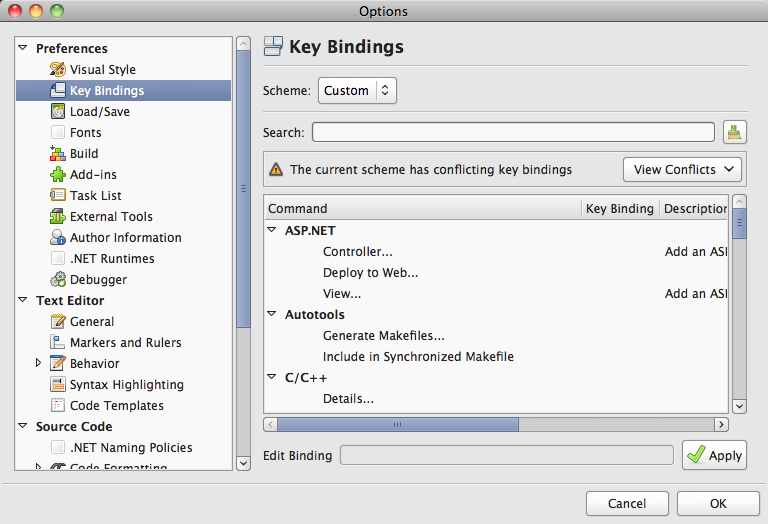 Options
Preferences
Visual Style
Key Bindings
Load/Save
Fonts
Build
Add-ins
Task List
External Tools
Author Information
.NET Runtimes
Debugger
Text Editor
General
Markers and Rulers
Behavior
Syntax Highlighting
Code Templates
Source Code
.NET Naming Policies
Code Formatting
Key Bindings
Scheme: Custom
Search:
The current scheme has conflicting key bindings View Conflicts
Command Key Binding Description
ASP.NET
Controller... Add an ASI
Deploy to Web...
View... Add an ASI
Autotools
Generate Makefiles...
Include in Synchronized Makefile
C/C++
Details...
Edit Binding Apply
Cancel OK